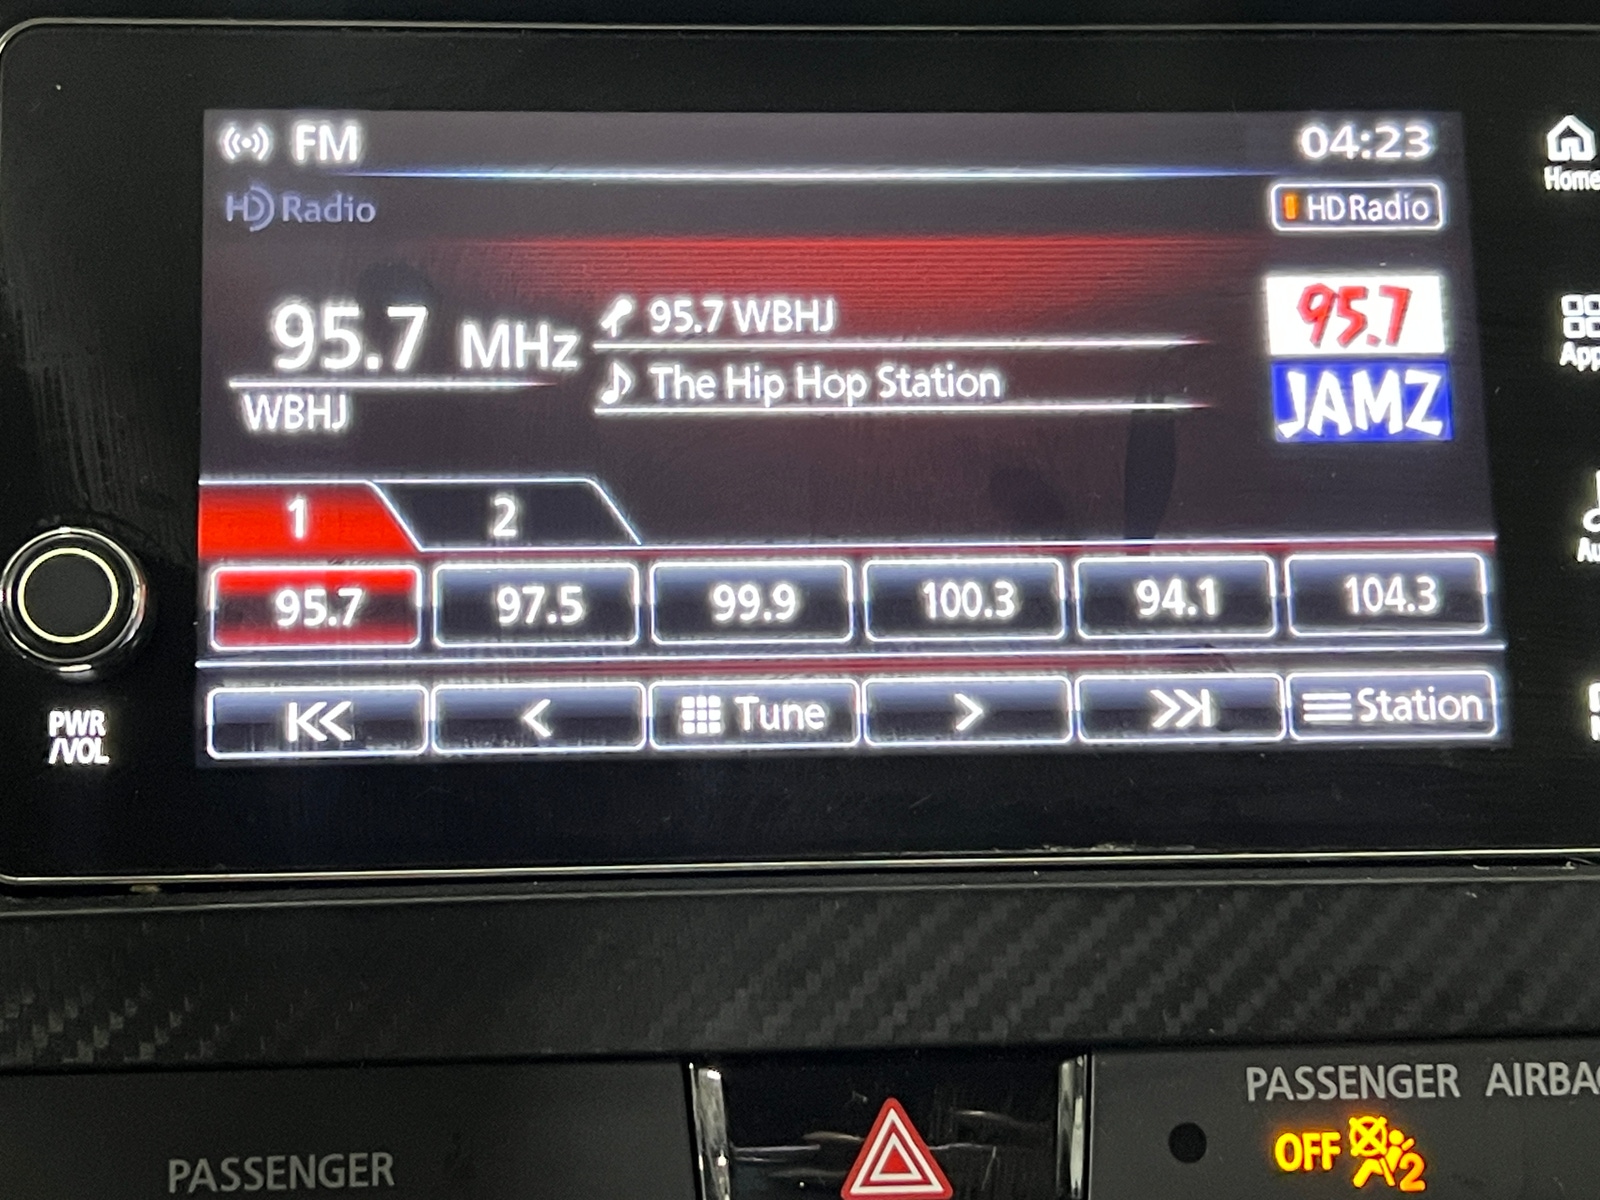 FM
04:23
HD Radio
HD Radio
95.7 MHz
WBHJ
95.7 WBHJ
The Hip Hop Station
95.7
JAMZ
1
2
95.7
97.5
99.9
100.3
94.1
104.3
Tune
Station
PWR
/VOL
Home
App
PASSENGER
PASSENGER AIRBAG
OFF
2